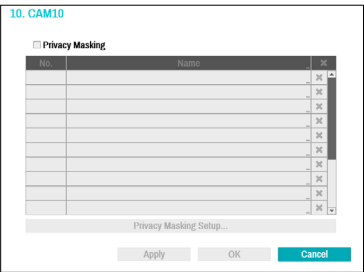 10. CAM10
Privacy Masking
No. Name
Privacy Masking Setup...
Apply OK Cancel